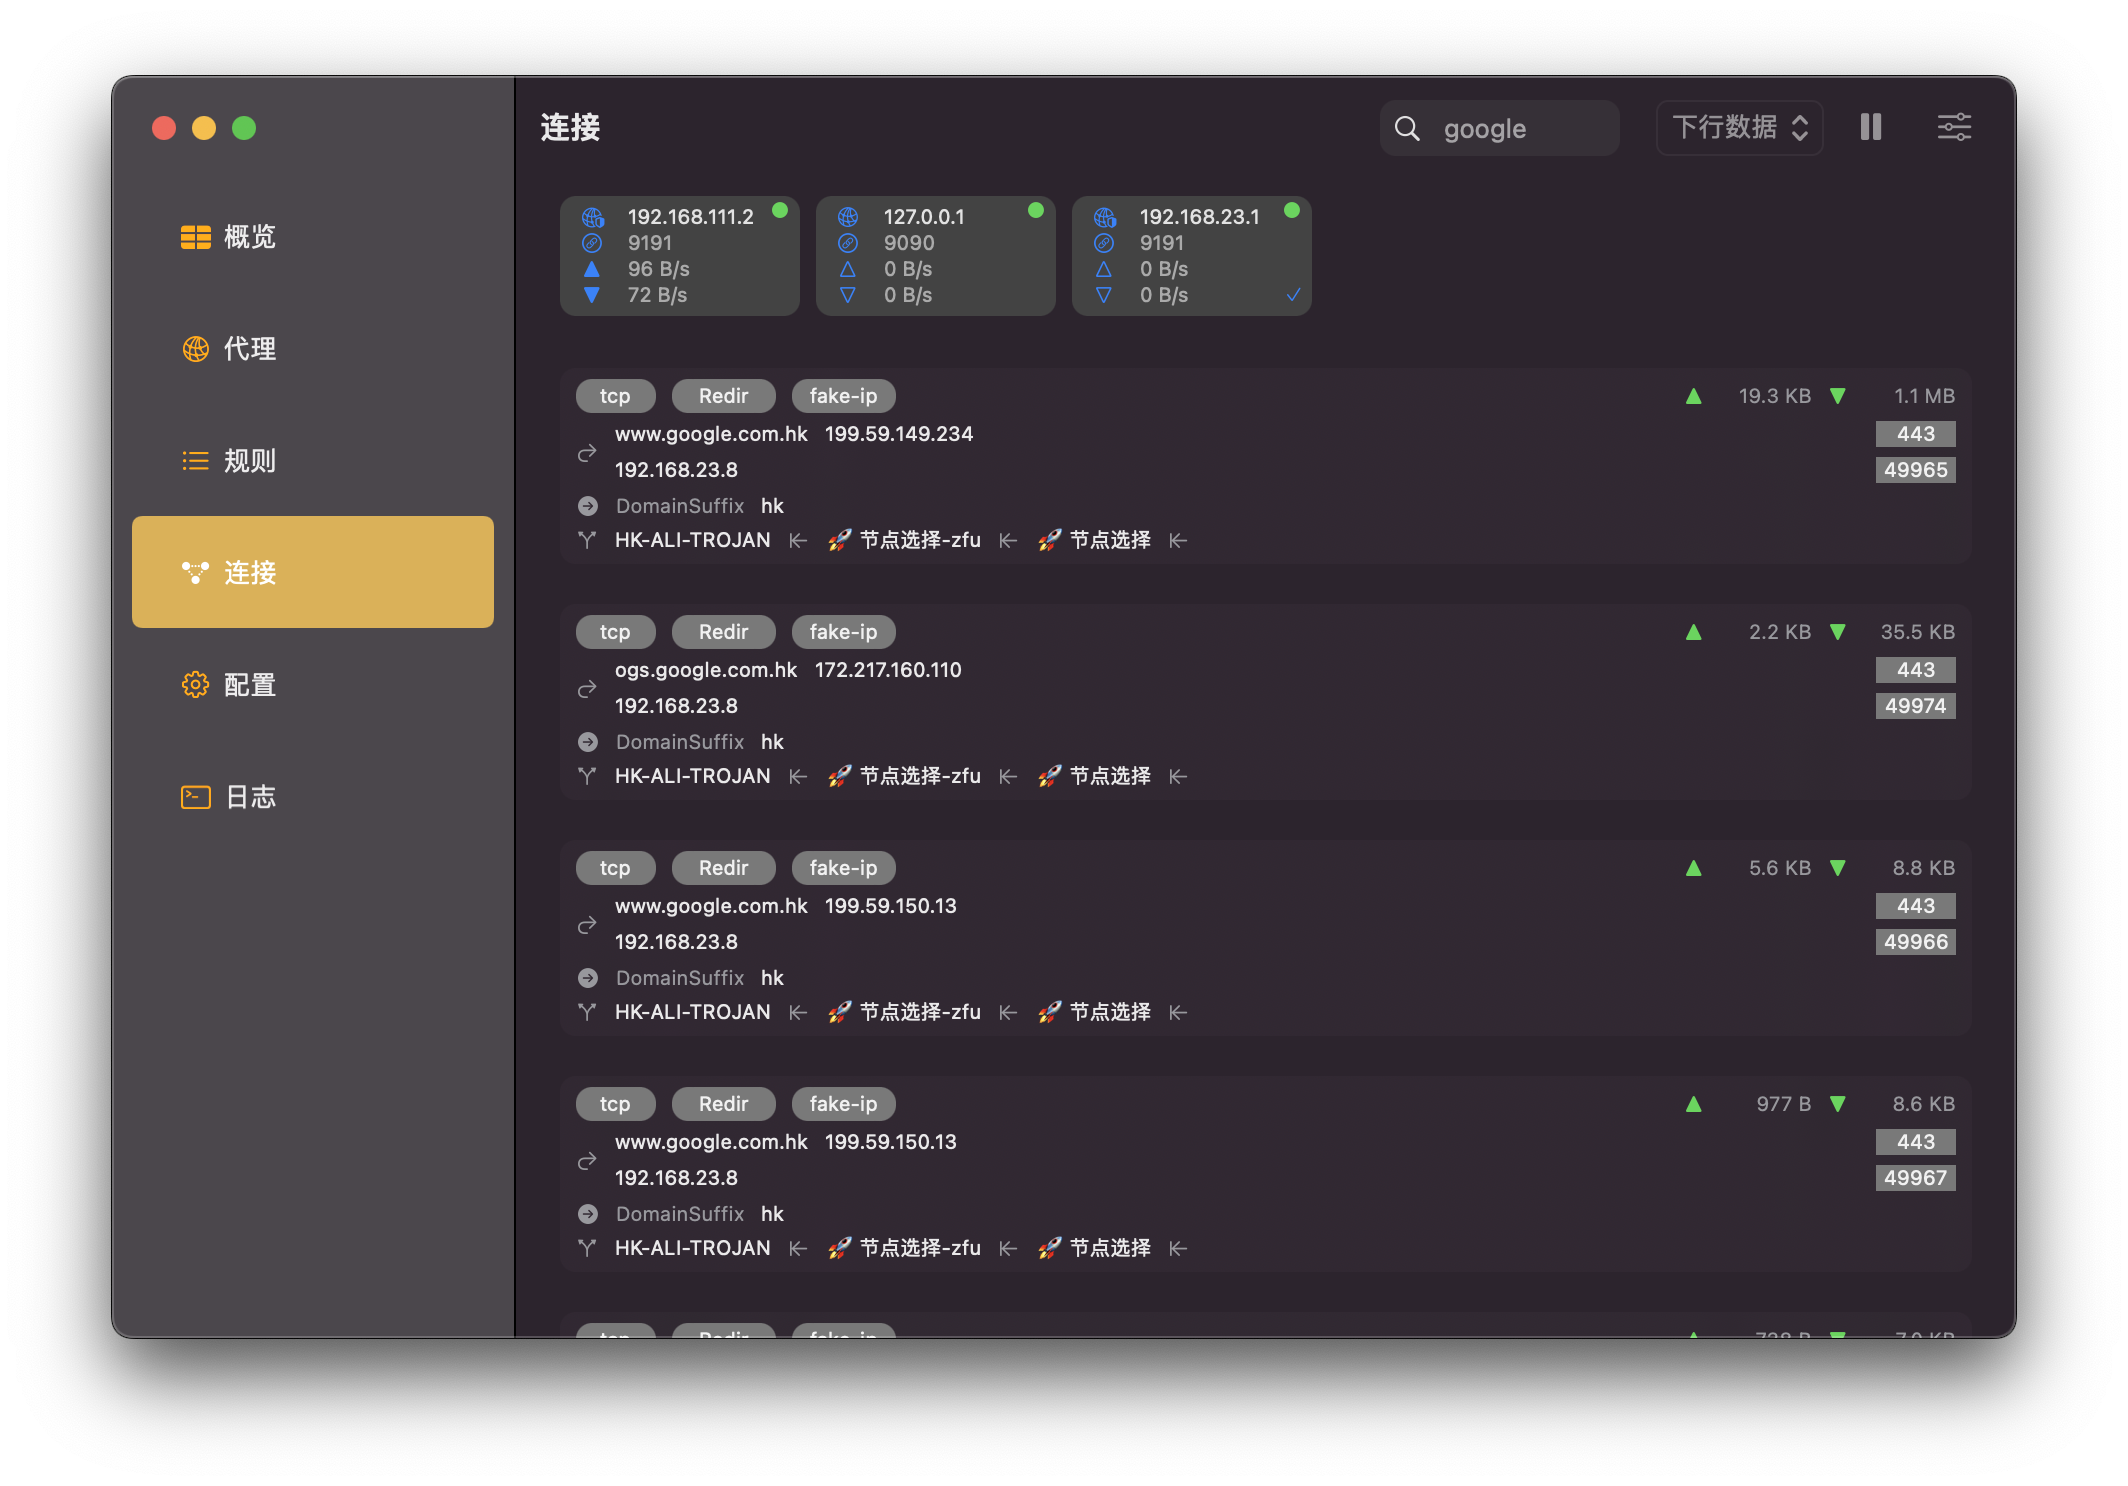 概览
代理
规则
连接
配置
日志
连接
google
下行数据
192.168.111.2
9191
96 B/s
72 B/s
127.0.0.1
9090
0 B/s
0 B/s
192.168.23.1
9191
0 B/s
0 B/s
tcp Redir fake-ip 19.3 KB 1.1 MB
www.google.com.hk 199.59.149.234 443
192.168.23.8 49965
DomainSuffix hk
HK-ALI-TROJAN 🚀 节点选择-zfu 🚀 节点选择
tcp Redir fake-ip 2.2 KB 35.5 KB
ogs.google.com.hk 172.217.160.110 443
192.168.23.8 49974
DomainSuffix hk
HK-ALI-TROJAN 🚀 节点选择-zfu 🚀 节点选择
tcp Redir fake-ip 5.6 KB 8.8 KB
www.google.com.hk 199.59.150.13 443
192.168.23.8 49966
DomainSuffix hk
HK-ALI-TROJAN 🚀 节点选择-zfu 🚀 节点选择
tcp Redir fake-ip 977 B 8.6 KB
www.google.com.hk 199.59.150.13 443
192.168.23.8 49967
DomainSuffix hk
HK-ALI-TROJAN 🚀 节点选择-zfu 🚀 节点选择
tcp Redir fake-ip